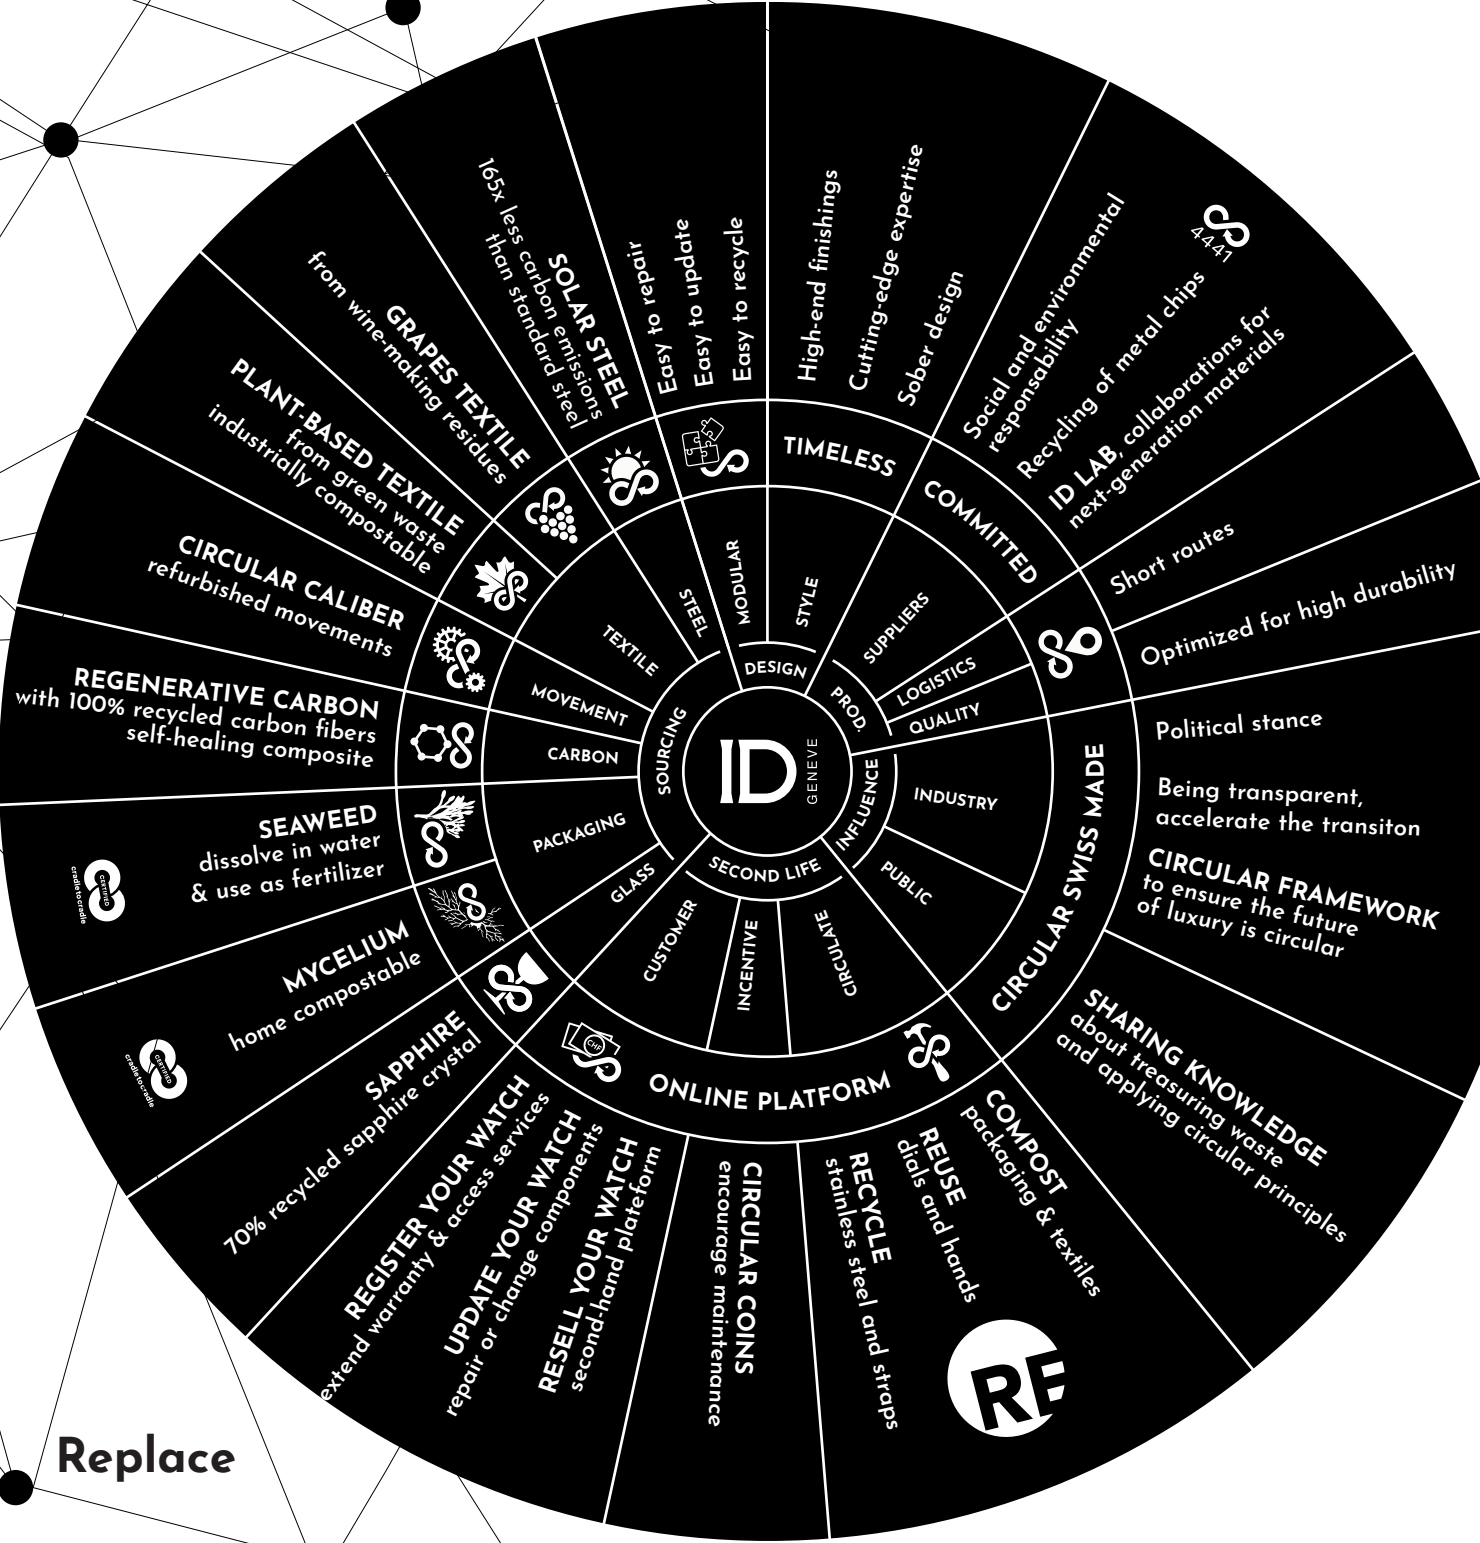 ID
GENEVE
DESIGN
MODULAR
Easy to repair
Easy to update
Easy to recycle
STYLE
TIMELESS
High-end finishings
Cutting-edge expertise
Sober design
PROD.
SUPPLIERS
COMMITTED
Social and environmental
responsability
4441
Recycling of metal chips
ID LAB, collaborations for
next-generation materials
LOGISTICS
Short routes
QUALITY
Optimized for high durability
INFLUENCE
INDUSTRY
CIRCULAR SWISS MADE
Political stance
Being transparent,
accelerate the transiton
CIRCULAR FRAMEWORK
to ensure the future
of luxury is circular
PUBLIC
SHARING KNOWLEDGE
about treasuring waste
and applying circular principles
SECOND LIFE
CIRCULATE
ONLINE PLATFORM
COMPOST
packaging & textiles
REUSE
dials and hands
RECYCLE
stainless steel and straps
RE
INCENTIVE
CIRCULAR COINS
encourage maintenance
CUSTOMER
CHF
RESELL YOUR WATCH
second-hand plateform
UPDATE YOUR WATCH
repair or change components
REGISTER YOUR WATCH
extend warranty & access services
SOURCING
GLASS
SAPPHIRE
70% recycled sapphire crystal
PACKAGING
MYCELIUM
home compostable
CERTIFIED
cradletocradle
SEAWEED
dissolve in water
& use as fertilizer
CERTIFIED
cradletocradle
CARBON
REGENERATIVE CARBON
with 100% recycled carbon fibers
self-healing composite
MOVEMENT
CIRCULAR CALIBER
refurbished movements
TEXTILE
PLANT-BASED TEXTILE
from green waste
industrially compostable
GRAPES TEXTILE
from wine-making residues
STEEL
SOLAR STEEL
165x less carbon emissions
than standard steel
Replace